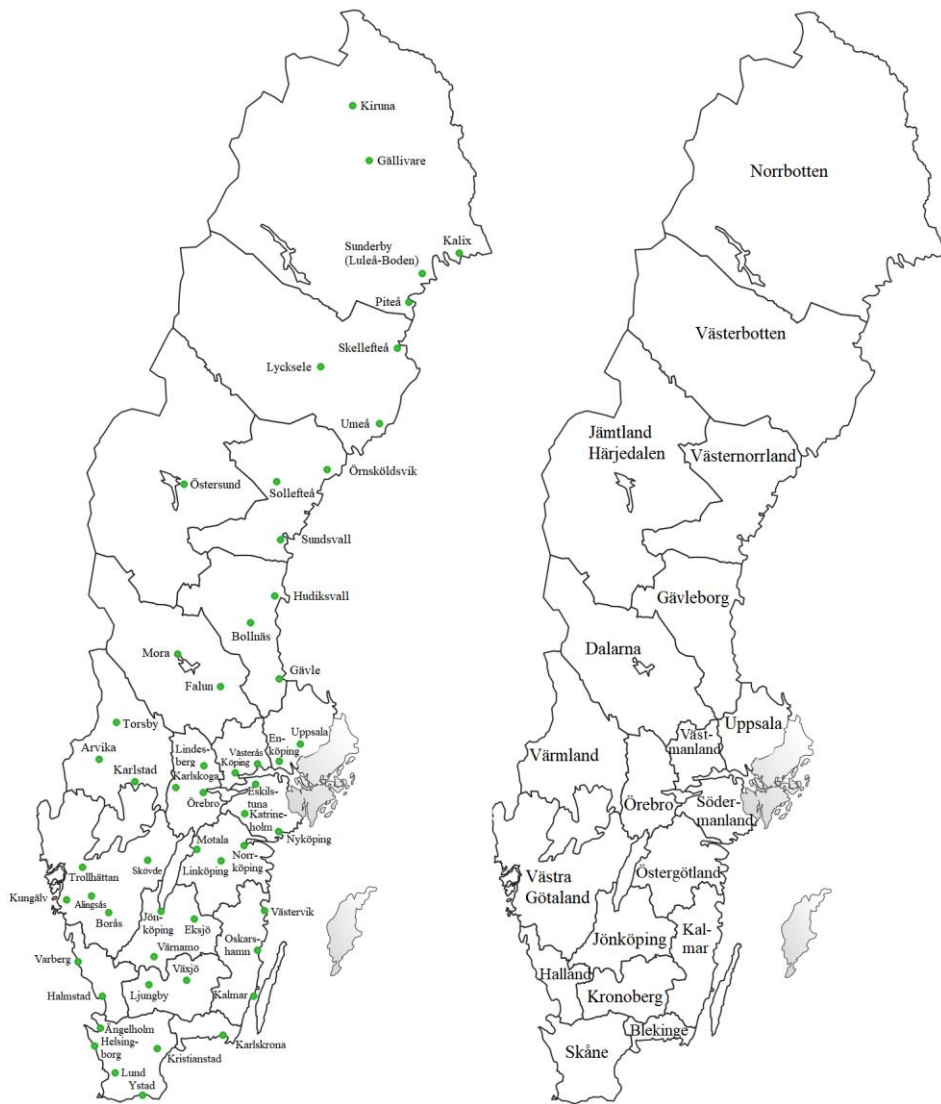 Kiruna
Gällivare
Kalix
Sunderby
(Luleå-Boden)
Piteå
Skellefteå
Lycksele
Umeå
Örnsköldsvik
Östersund
Sollefteå
Sundsvall
Hudiksvall
Bollnäs
Mora
Falun
Gävle
Torsby
Arvika
Karlstad
Lindes-
berg
Karlskoga
Örebro
Västerås
Köping
En-
köping
Uppsala
Eskils-
tuna
Katrine-
holm
Nyköping
Motala
Linköping
Norr-
köping
Trollhättan
Skövde
Kungälv
Alingsås
Borås
Jön-
köping
Eksjö
Västervik
Oskars-
hamn
Värnamo
Varberg
Växjö
Ljungby
Halmstad
Kalmar
Ängelholm
Helsing-
borg
Kristianstad
Karlskrona
Lund
Ystad
Norrbotten
Västerbotten
Jämtland
Härjedalen
Västernorrland
Gävleborg
Dalarna
Uppsala
Väst-
manland
Värmland
Örebro
Söder-
manland
Västra
Götaland
Östergötland
Jönköping
Kal-
mar
Halland
Kronoberg
Blekinge
Skåne